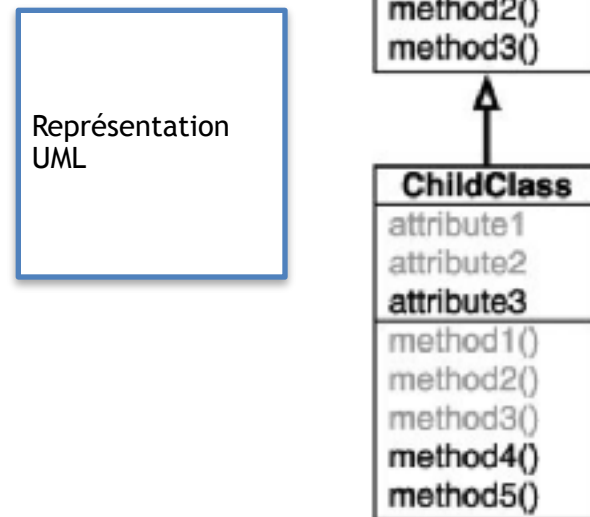 Représentation
UML
method2()
method3()
ChildClass
attribute1
attribute2
attribute3
method1()
method2()
method3()
method4()
method5()